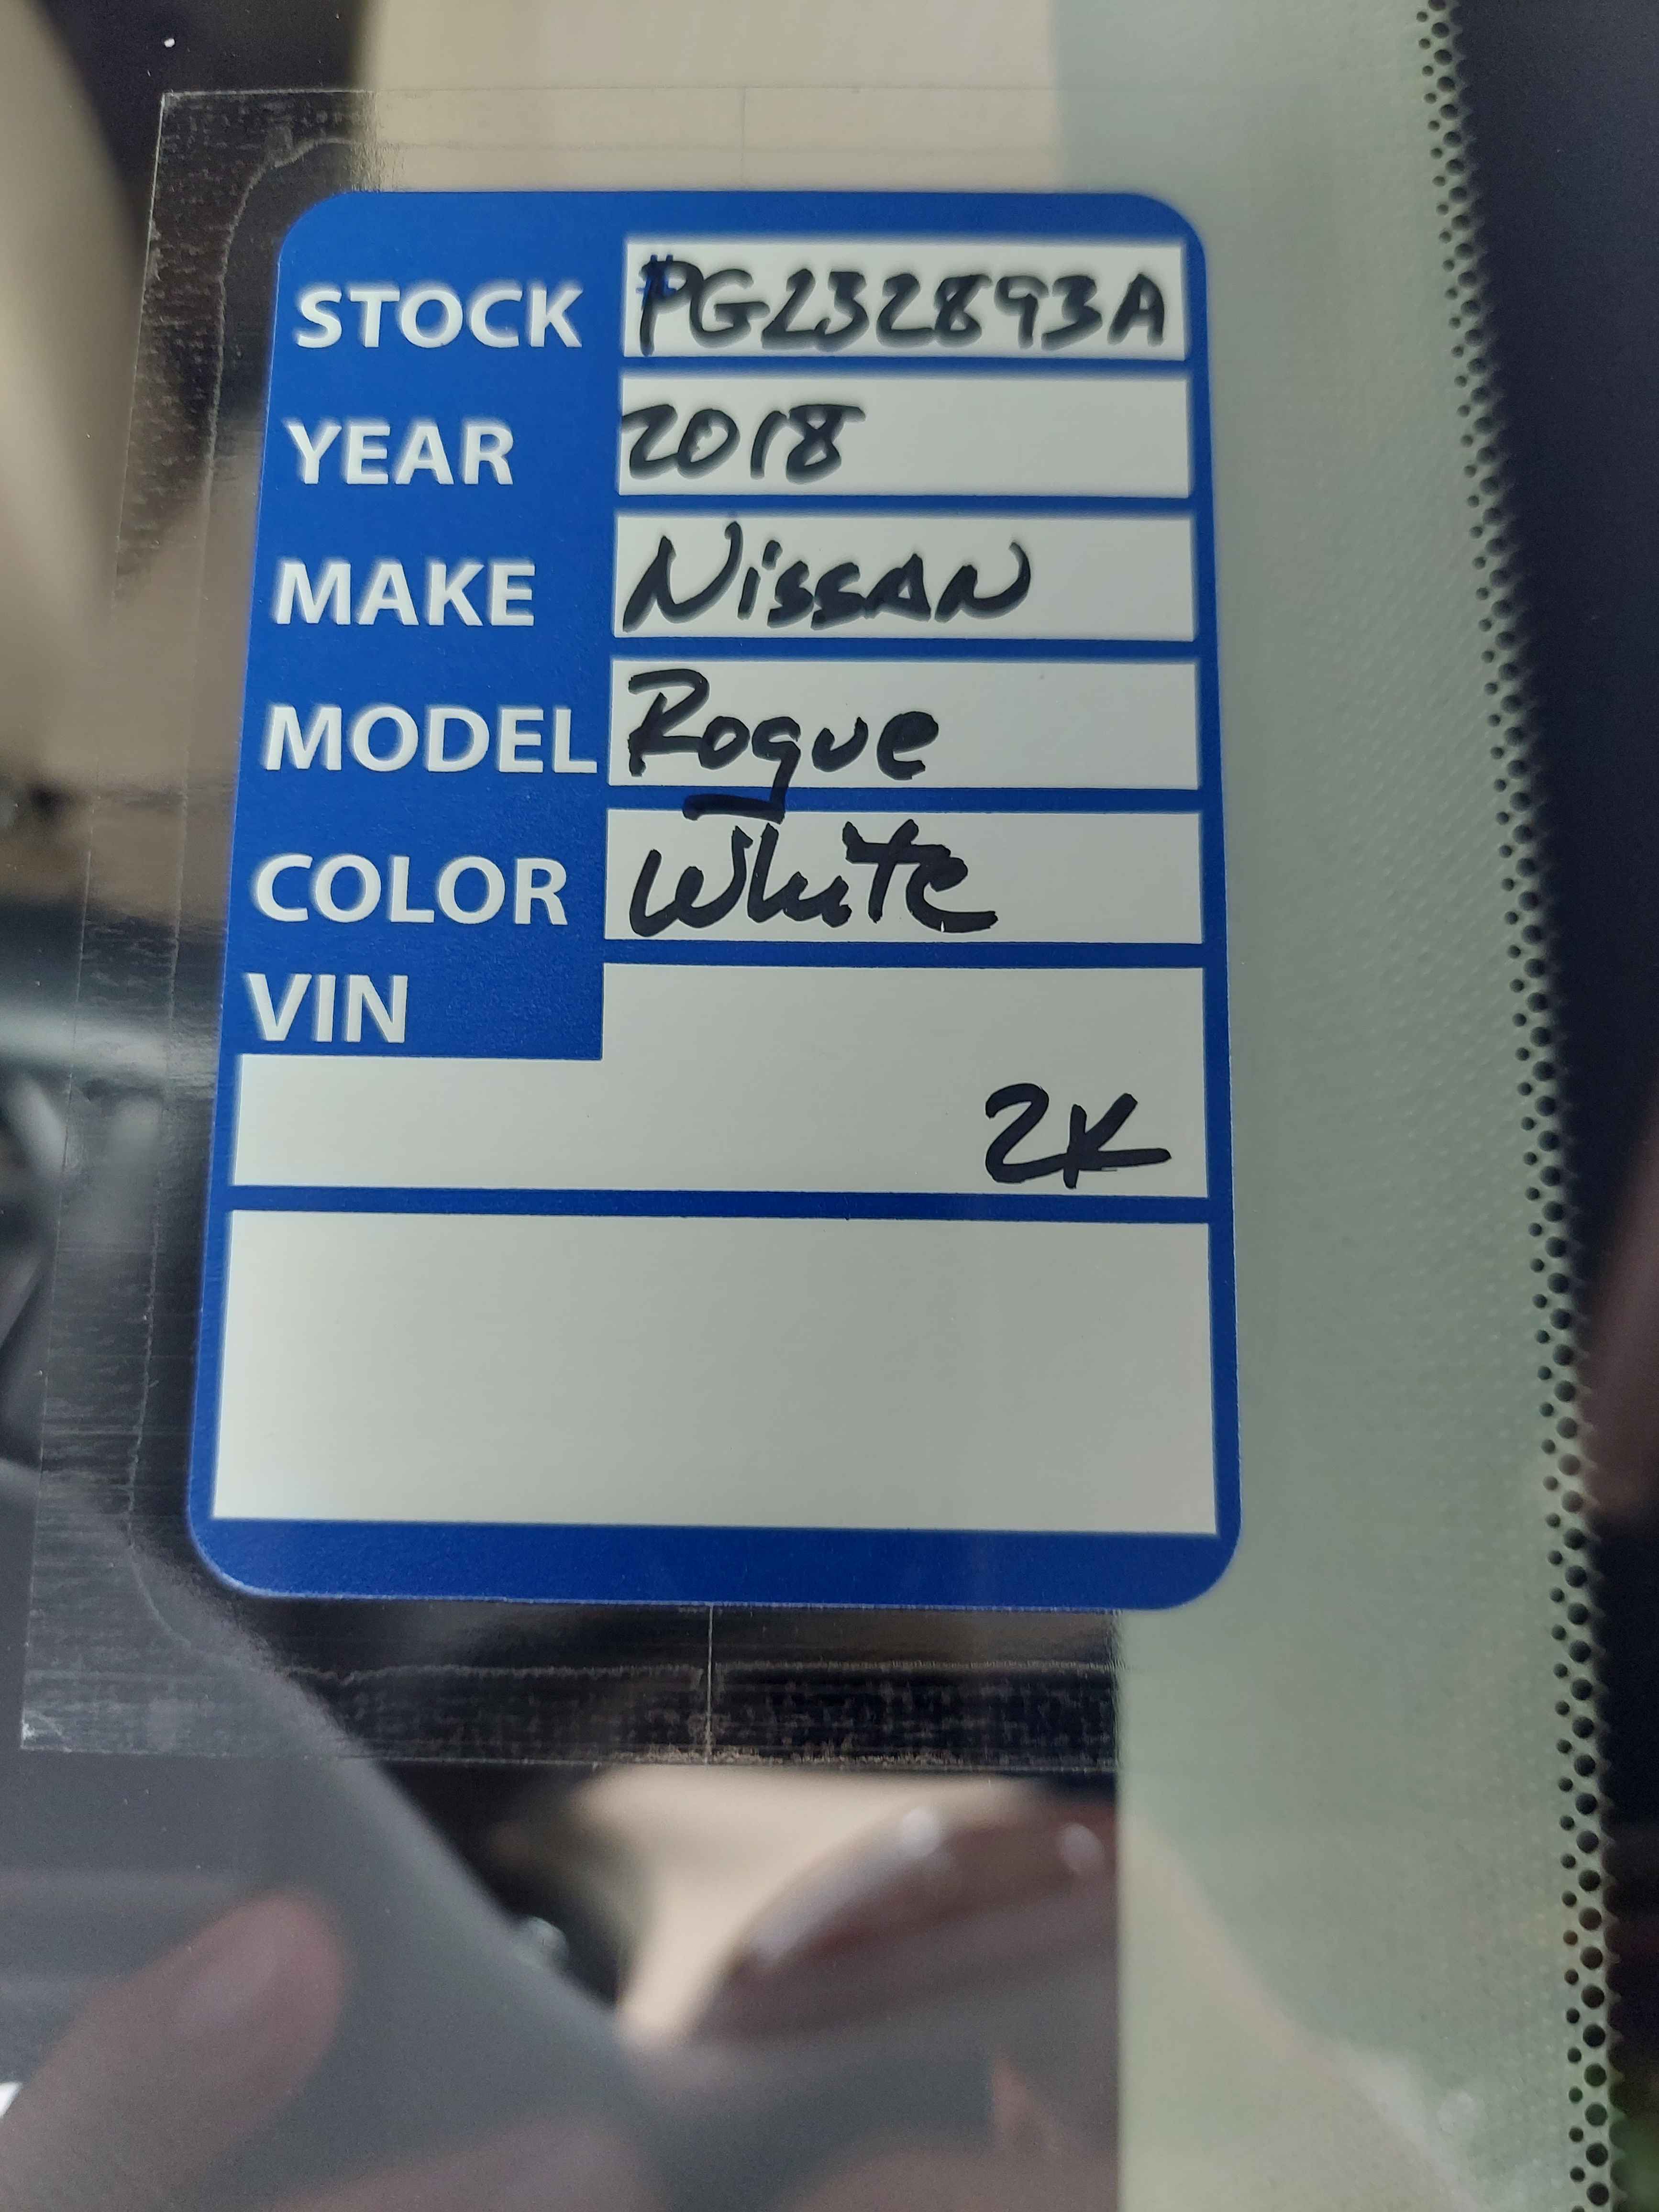 STOCK #PG232893A
YEAR 2018
MAKE Nissan
MODEL Rogue
COLOR White
VIN
2K